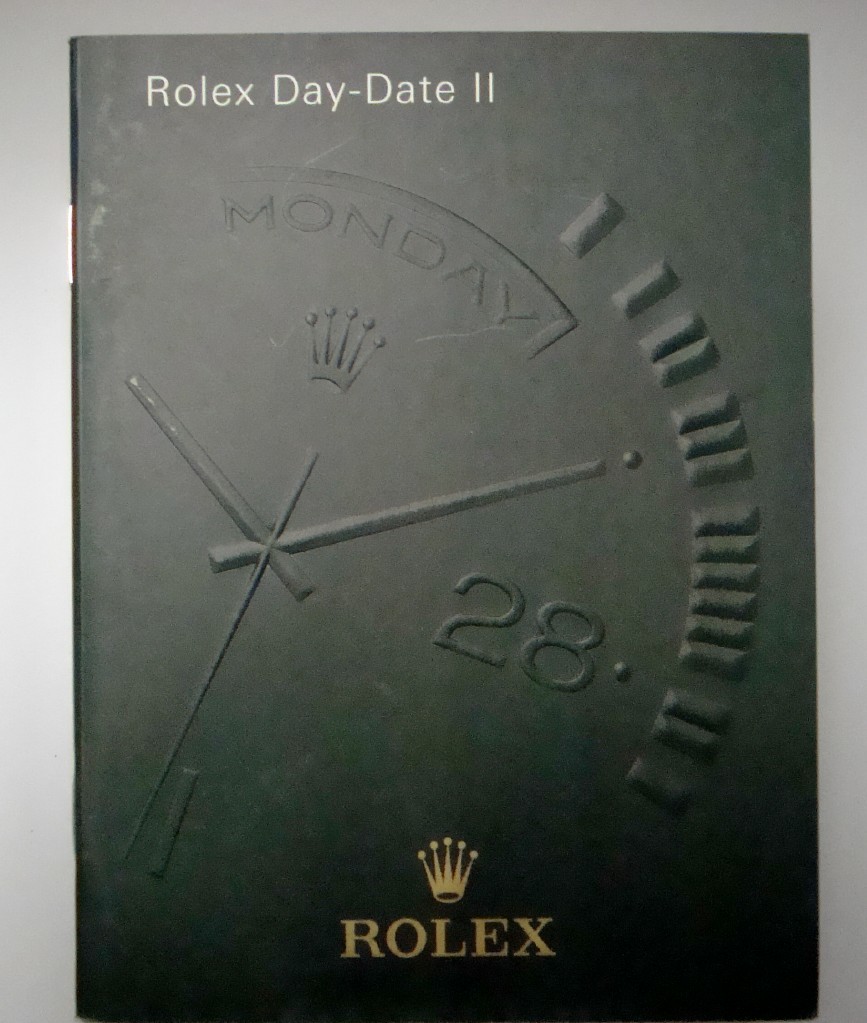 Rolex Day-Date II
MONDAY
28
ROLEX